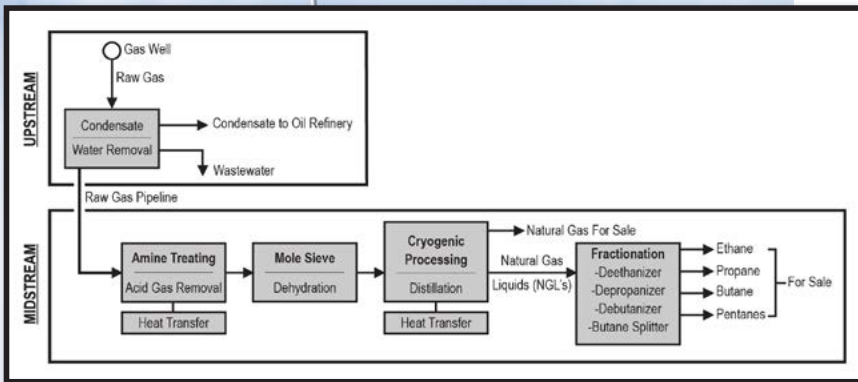 UPSTREAM
Gas Well
Raw Gas
Condensate
Water Removal
Condensate to Oil Refinery
Wastewater
Raw Gas Pipeline
MIDSTREAM
Amine Treating
Acid Gas Removal
Heat Transfer
Mole Sieve
Dehydration
Cryogenic
Processing
Distillation
Heat Transfer
Natural Gas For Sale
Natural Gas
Liquids (NGL's)
Fractionation
-Deethanizer
-Depropanizer
-Debutanizer
-Butane Splitter
Ethane
Propane
Butane
Pentanes
For Sale